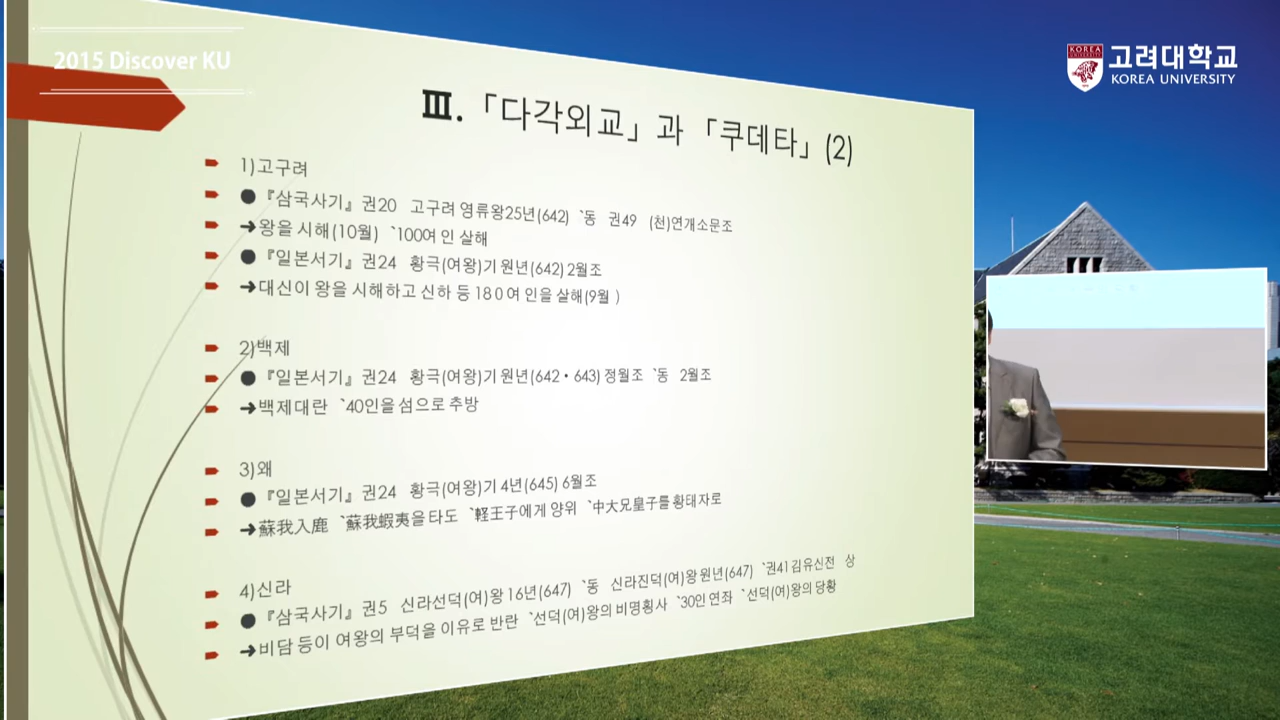 2015 Discover KU
고려대학교
KOREA UNIVERSITY
Ⅲ.「다각외교」과 「쿠데타」(2)
1)고구려
●『삼국사기』권20 고구려 영류왕25년(642) `동 권49 (천)연개소문조
➔왕을 시해(10월) `100여 인 살해
●『일본서기』권24 황극(여왕)기 원년(642) 2월조
➔대신이 왕을 시해하고 신하 등 180여 인을 살해(9월)
2)백제
●『일본서기』권24 황극(여왕)기 원년(642・643) 정월조 `동 2월조
➔백제대란 `40인을 섬으로 추방
3)왜
●『일본서기』권24 황극(여왕)기 4년(645) 6월조
➔蘇我入鹿 `蘇我蝦夷을 타도 `軽王子에게 양위 `中大兄皇子를 황태자로
4)신라
●『삼국사기』권5 신라선덕(여)왕 16년(647) `동 신라진덕(여)왕 원년(647) `권41김유신전 상
➔비담 등이 여왕의 부덕을 이유로 반란 `선덕(여)왕의 비명횡사 `30인 연좌 `선덕(여)왕의 당황